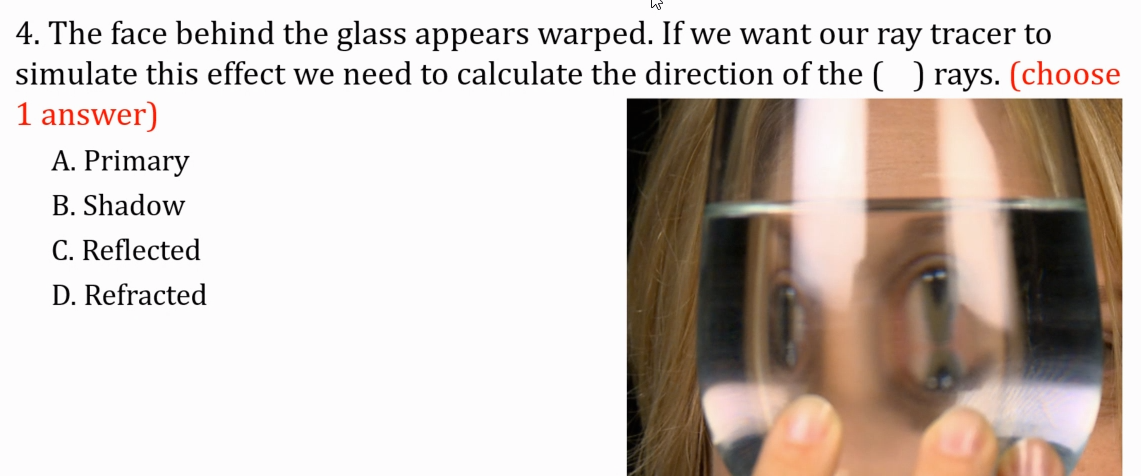 4. The face behind the glass appears warped. If we want our ray tracer to
simulate this effect we need to calculate the direction of the (   ) rays. (choose
1 answer)
A. Primary
B. Shadow
C. Reflected
D. Refracted